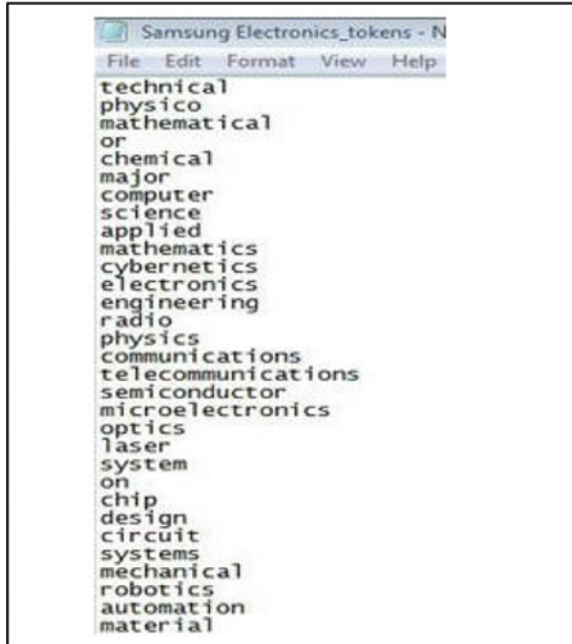 Samsung Electronics_tokens - N
File Edit Format View Help
technical
physico
mathematical
or
chemical
major
computer
science
applied
mathematics
cybernetics
electronics
engineering
radio
physics
communications
telecommunications
semiconductor
microelectronics
optics
laser
system
on
chip
design
circuit
systems
mechanical
robotics
automation
material